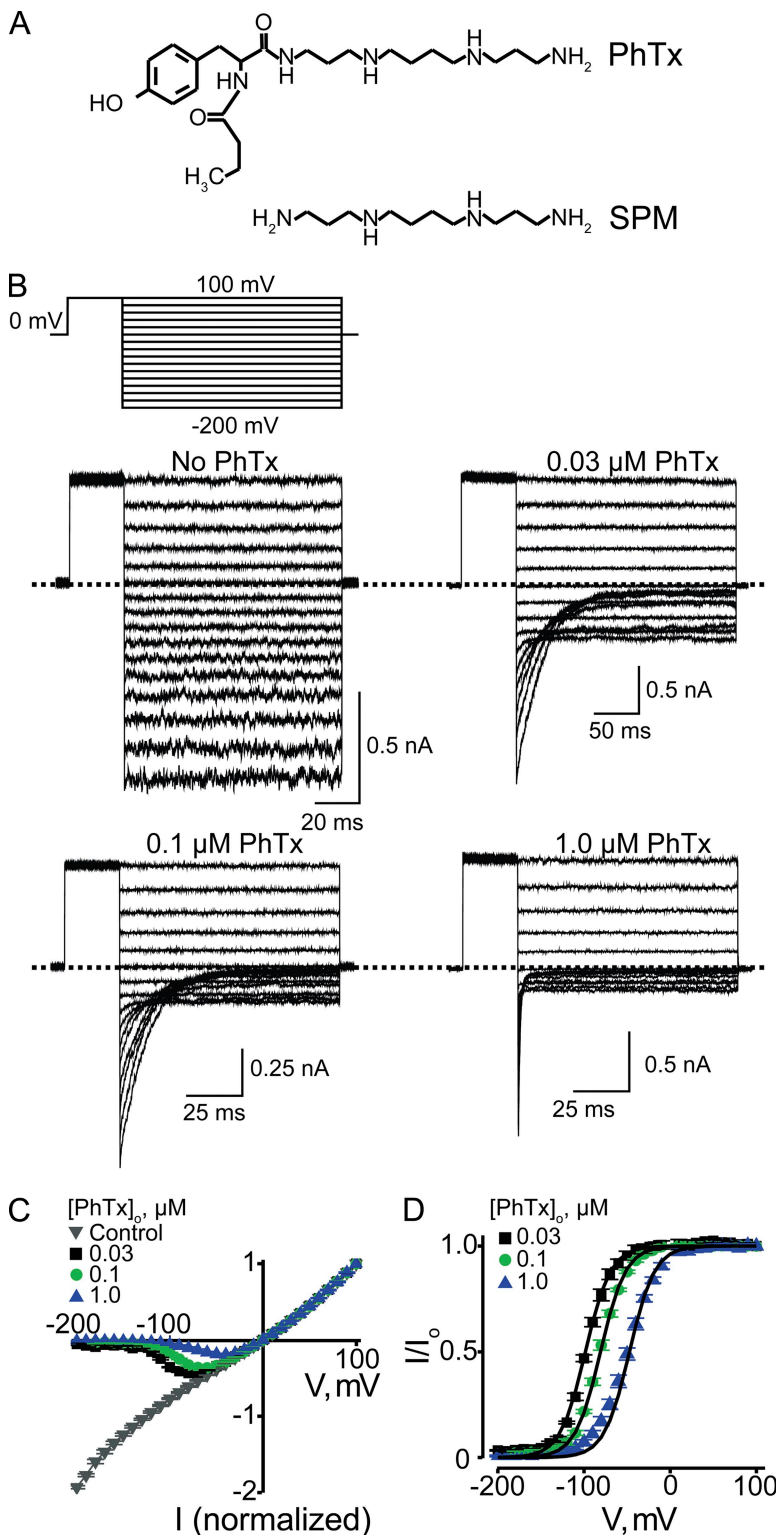 A
O
N
H
H
N
N
H
NH2
PhTx
HN
HO
O
H3C
H2N
N
H
H
N
NH2
SPM
B
100 mV
0 mV
-200 mV
No PhTx
0.03 µM PhTx
0.5 nA
50 ms
0.5 nA
20 ms
0.1 µM PhTx
1.0 µM PhTx
0.25 nA
25 ms
0.5 nA
25 ms
C
[PhTx]o, µM
Control
0.03
0.1
1.0
1
-200
-100
100
V, mV
-1
-2
I (normalized)
D
[PhTx]o, µM
0.03
0.1
1.0
1.0
0.5
0
I/Io
-200
-100
0
100
V, mV